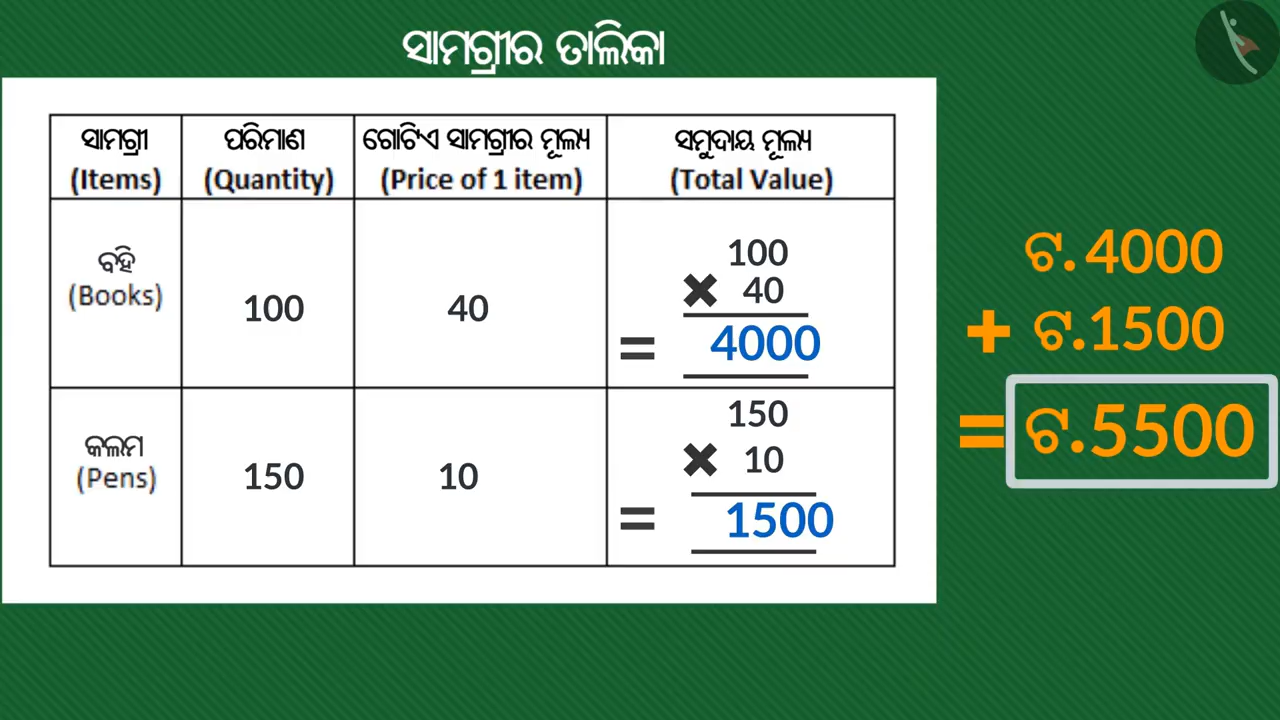 ସାମଗ୍ରୀର ତାଲିକା
ସାମଗ୍ରୀ (Items) ପରିମାଣ (Quantity) ଗୋଟିଏ ସାମଗ୍ରୀର ମୂଲ୍ୟ (Price of 1 item) ସମୁଦାୟ ମୂଲ୍ୟ (Total Value)
ବହି
(Books)
100
40
100
✖ 40
= 4000
କଲମ
(Pens)
150
10
150
✖ 10
= 1500
ଟ.4000
+ ଟ.1500
= ଟ.5500